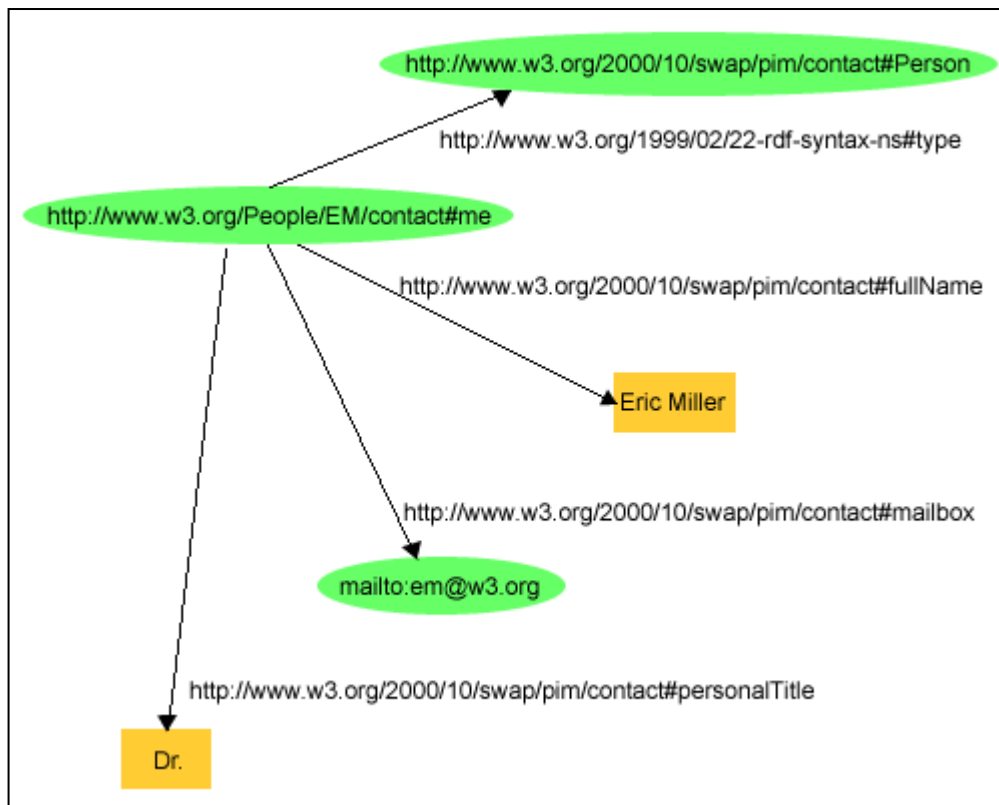 http://www.w3.org/2000/10/swap/pim/contact#Person
http://www.w3.org/1999/02/22-rdf-syntax-ns#type
http://www.w3.org/People/EM/contact#me
http://www.w3.org/2000/10/swap/pim/contact#fullName
Eric Miller
http://www.w3.org/2000/10/swap/pim/contact#mailbox
mailto:em@w3.org
http://www.w3.org/2000/10/swap/pim/contact#personalTitle
Dr.